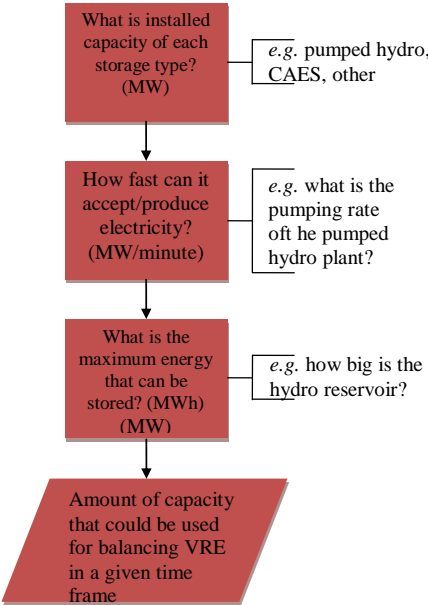 What is installed
capacity of each
storage type?
(MW)
e.g. pumped hydro,
CAES, other
How fast can it
accept/produce
electricity?
(MW/minute)
e.g. what is the
pumping rate
oft he pumped
hydro plant?
What is the
maximum energy
that can be
stored? (MWh)
(MW)
e.g. how big is the
hydro reservoir?
Amount of capacity
that could be used
for balancing VRE
in a given time
frame